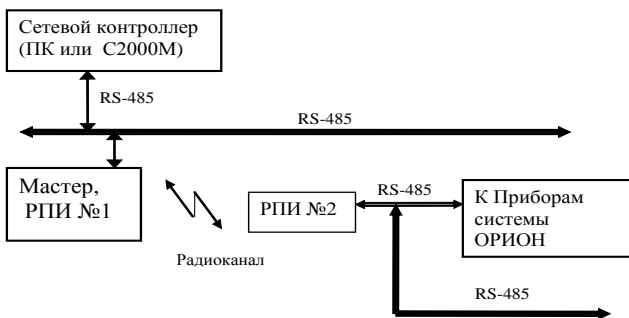 Сетевой контроллер
(ПК или С2000М)
RS-485
RS-485
Мастер,
РПИ №1
Радиоканал
РПИ №2
RS-485
К Приборам
системы
ОРИОН
RS-485